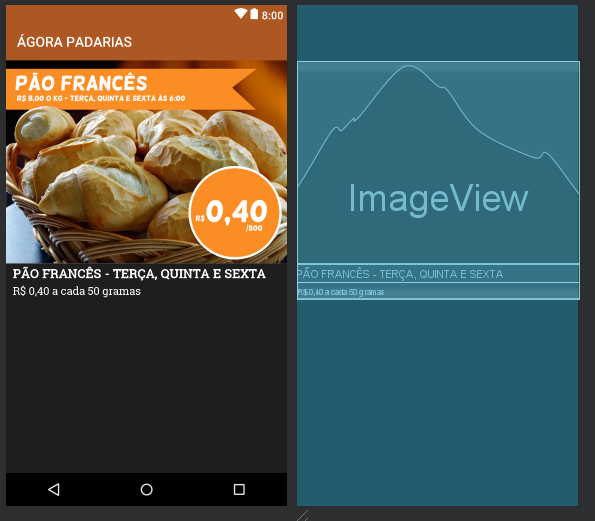 8:00
ÁGORA PADARIAS
PÃO FRANCÊS
R$ 8,00 O KG - TERÇA, QUINTA E SEXTA ÀS 6:00
R$ 0,40
/50G
PÃO FRANCÊS - TERÇA, QUINTA E SEXTA
R$ 0,40 a cada 50 gramas
ImageView
PÃO FRANCÊS - TERÇA, QUINTA E SEXTA
R$ 0,40 a cada 50 gramas